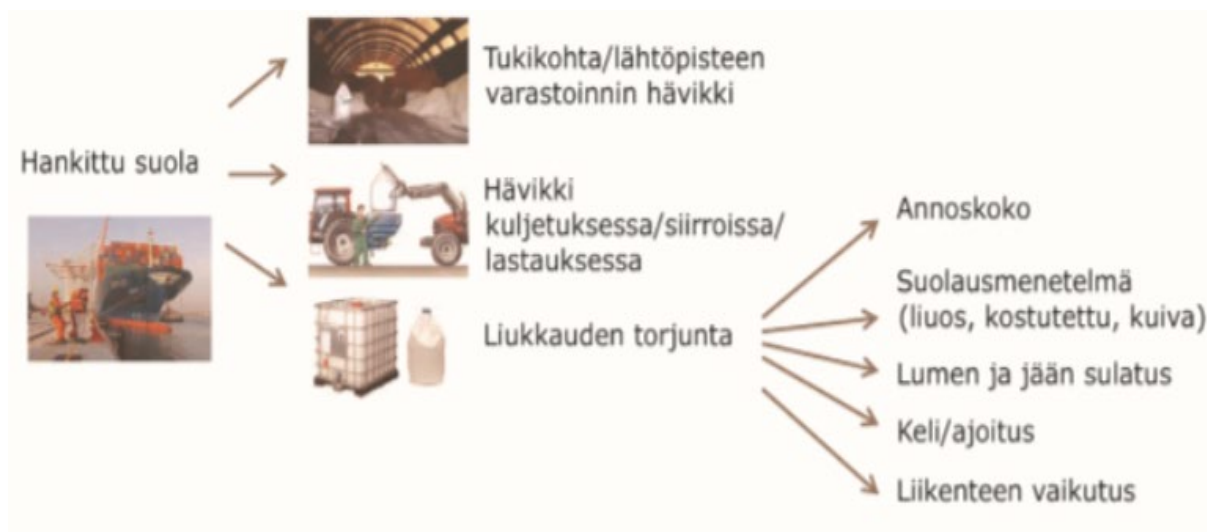 Hankittu suola
Tukikohta/lähtöpisteen
varastoinnin hävikki
Hävikki
kuljetuksessa/siirroissa/
lastauksessa
Liukkauden torjunta
Annoskoko
Suolausmenetelmä
(liuos, kostutettu, kuiva)
Lumen ja jään sulatus
Keli/ajoitus
Liikenteen vaikutus